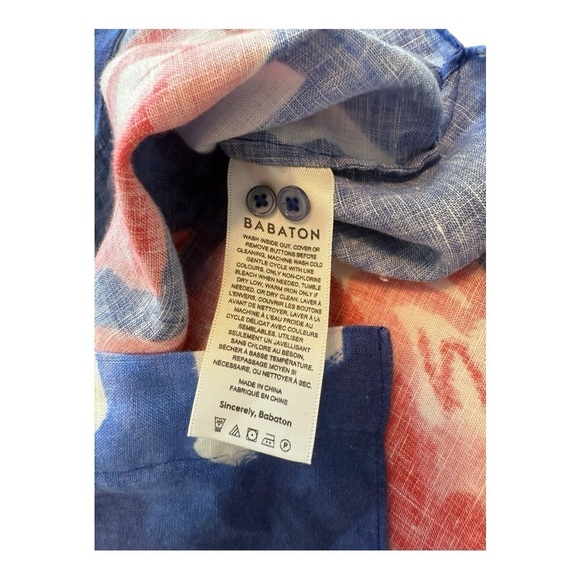 BABATON
WASH INSIDE OUT, COVER OR
REMOVE BUTTONS BEFORE
CLEANING, MACHINE WASH COLD
GENTLE CYCLE WITH LIKE
COLOURS, ONLY NON-CHLORINE
BLEACH WHEN NEEDED, TUMBLE
DRY LOW, WARM IRON ONLY IF
NEEDED, OR DRY CLEAN. LAVER À
L'ENVERS, COUVRIR LES BOUTONS
AVANT DE NETTOYER, LAVER À LA
MACHINE À L'EAU FROIDE AU
CYCLE DÉLICAT AVEC COULEURS
SEMBLABLES, UTILISER
SEULEMENT UN JAVELLISANT
SANS CHLORE AU BESOIN,
SÉCHER À BASSE TEMPÉRATURE,
REPASSAGE MOYEN SI
NÉCESSAIRE, OU NETTOYER À SEC.
MADE IN CHINA
FABRIQUÉ EN CHINE
Sincerely, Babaton
P